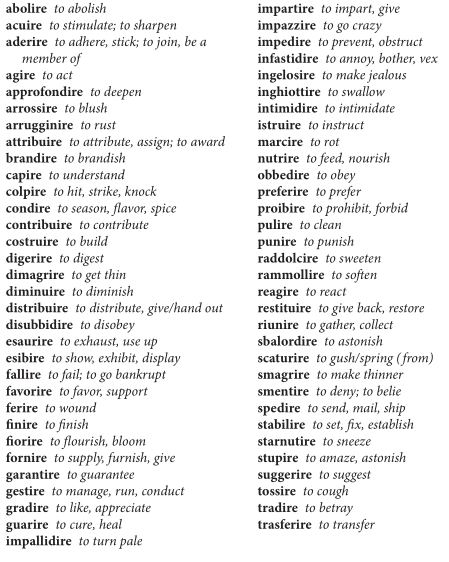 abolire to abolish
acuire to stimulate; to sharpen
aderire to adhere, stick; to join, be a
member of
agire to act
approfondire to deepen
arrossire to blush
arrugginire to rust
attribuire to attribute, assign; to award
brandire to brandish
capire to understand
colpire to hit, strike, knock
condire to season, flavor, spice
contribuire to contribute
costruire to build
digerire to digest
dimagrire to get thin
diminuire to diminish
distribuire to distribute, give/hand out
disubbidire to disobey
esaurire to exhaust, use up
esibire to show, exhibit, display
fallire to fail; to go bankrupt
favorire to favor, support
ferire to wound
finire to finish
fiorire to flourish, bloom
fornire to supply, furnish, give
garantire to guarantee
gestire to manage, run, conduct
gradire to like, appreciate
guarire to cure, heal
impallidire to turn pale
impartire to impart, give
impazzire to go crazy
impedire to prevent, obstruct
infastidire to annoy, bother, vex
ingelosire to make jealous
inghiottire to swallow
intimidire to intimidate
istruire to instruct
marcire to rot
nutrire to feed, nourish
obbedire to obey
preferire to prefer
proibire to prohibit, forbid
pulire to clean
punire to punish
raddolcire to sweeten
rammollire to soften
reagire to react
restituire to give back, restore
riunire to gather, collect
sbalordire to astonish
scaturire to gush/spring (from)
smagrire to make thinner
smentire to deny; to belie
spedire to send, mail, ship
stabilire to set, fix, establish
starnutire to sneeze
stupire to amaze, astonish
suggerire to suggest
tossire to cough
tradire to betray
trasferire to transfer